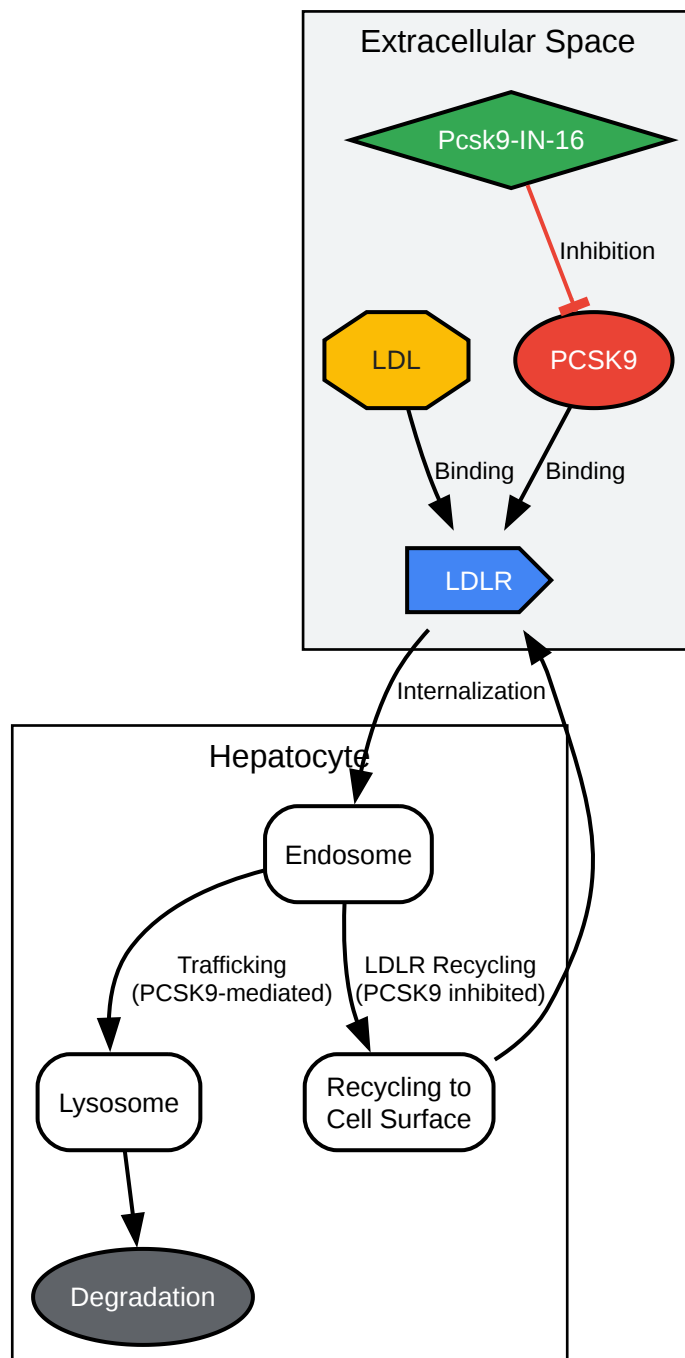 Extracellular Space
Pcsk9-IN-16
Inhibition
LDL
PCSK9
Binding
Binding
LDLR
Internalization
Hepatocyte
Endosome
Trafficking
(PCSK9-mediated)
LDLR Recycling
(PCSK9 inhibited)
Lysosome
Recycling to
Cell Surface
Degradation